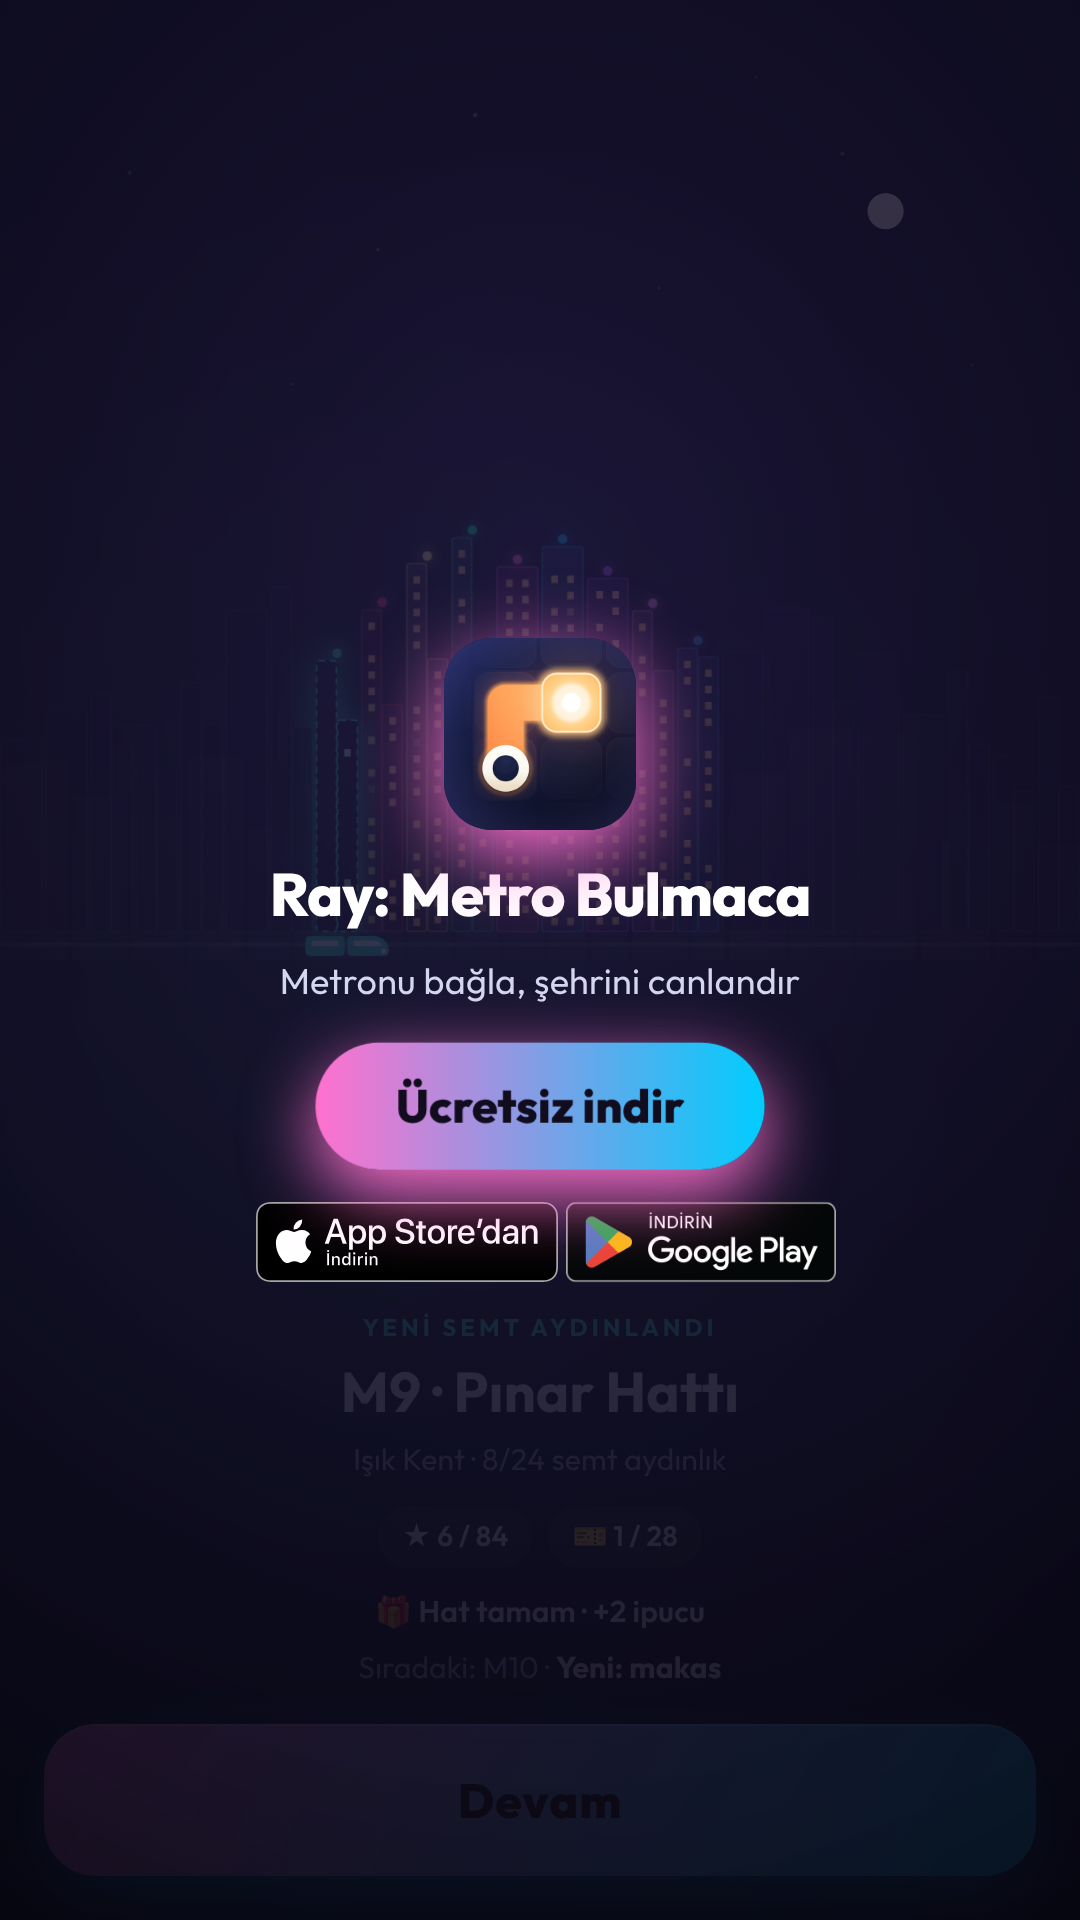 Ray: Metro Bulmaca
Metronu bağla, şehrini canlandır
Ücretsiz indir
App Store'dan
İndirin
İNDİRİN
Google Play
YENİ SEMT AYDINLANDI
M9 · Pınar Hattı
Işık Kent · 8/24 semt aydınlık
★ 6 / 84
🎫 1 / 28
🎁 Hat tamam · +2 ipucu
Sıradaki: M10 · Yeni: makas
Devam